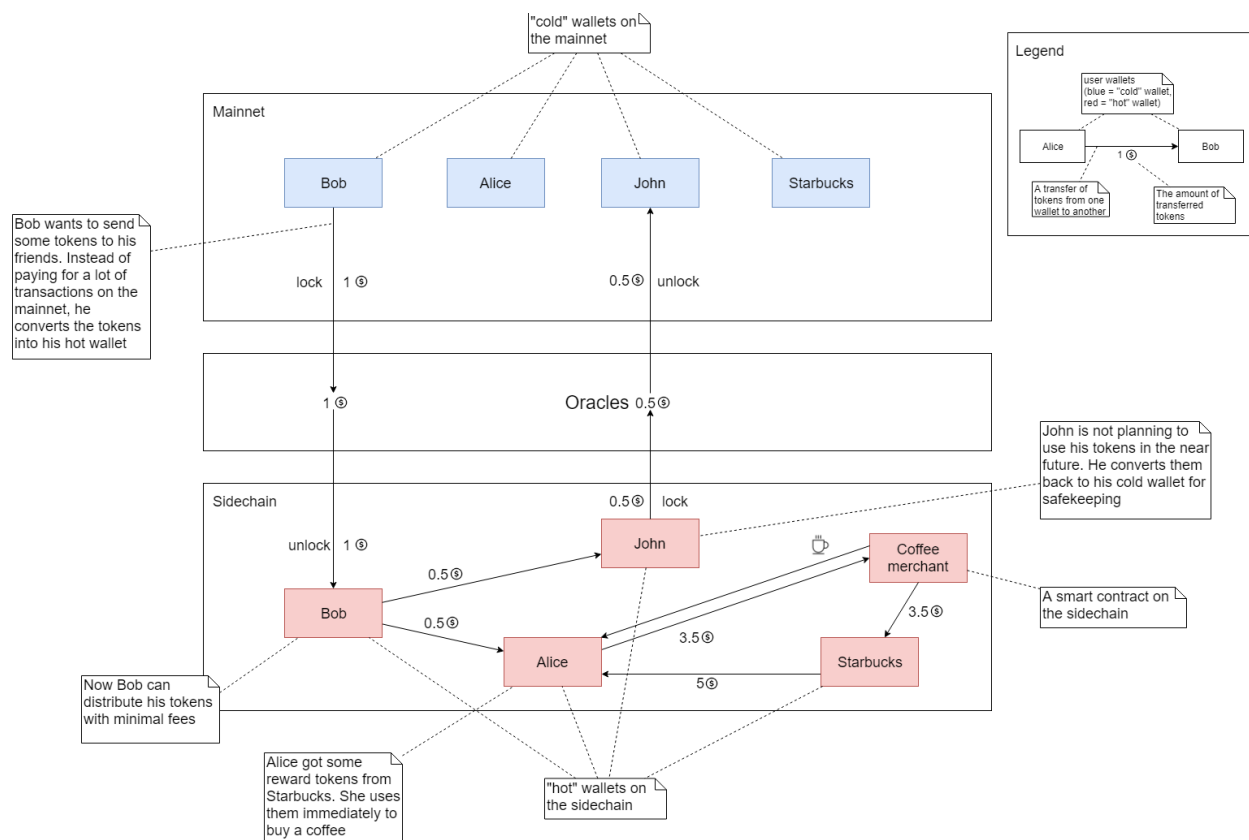 "cold" wallets on
the mainnet
Legend
user wallets
(blue = "cold" wallet,
red = "hot" wallet)
Alice
1 $
Bob
A transfer of
tokens from one
wallet to another
The amount of
transferred
tokens
Mainnet
Bob
Alice
John
Starbucks
Bob wants to send
some tokens to his
friends. Instead of
paying for a lot of
transactions on the
mainnet, he
converts the tokens
into his hot wallet
lock
1 $
0.5 $
unlock
1 $
Oracles
0.5 $
John is not planning to
use his tokens in the near
future. He converts them
back to his cold wallet for
safekeeping
Sidechain
0.5 $
lock
unlock
1 $
John
Coffee
merchant
0.5 $
Bob
0.5 $
3.5 $
3.5 $
A smart contract on
the sidechain
Alice
5 $
Starbucks
Now Bob can
distribute his tokens
with minimal fees
Alice got some
reward tokens from
Starbucks. She uses
them immediately to
buy a coffee
"hot" wallets on
the sidechain